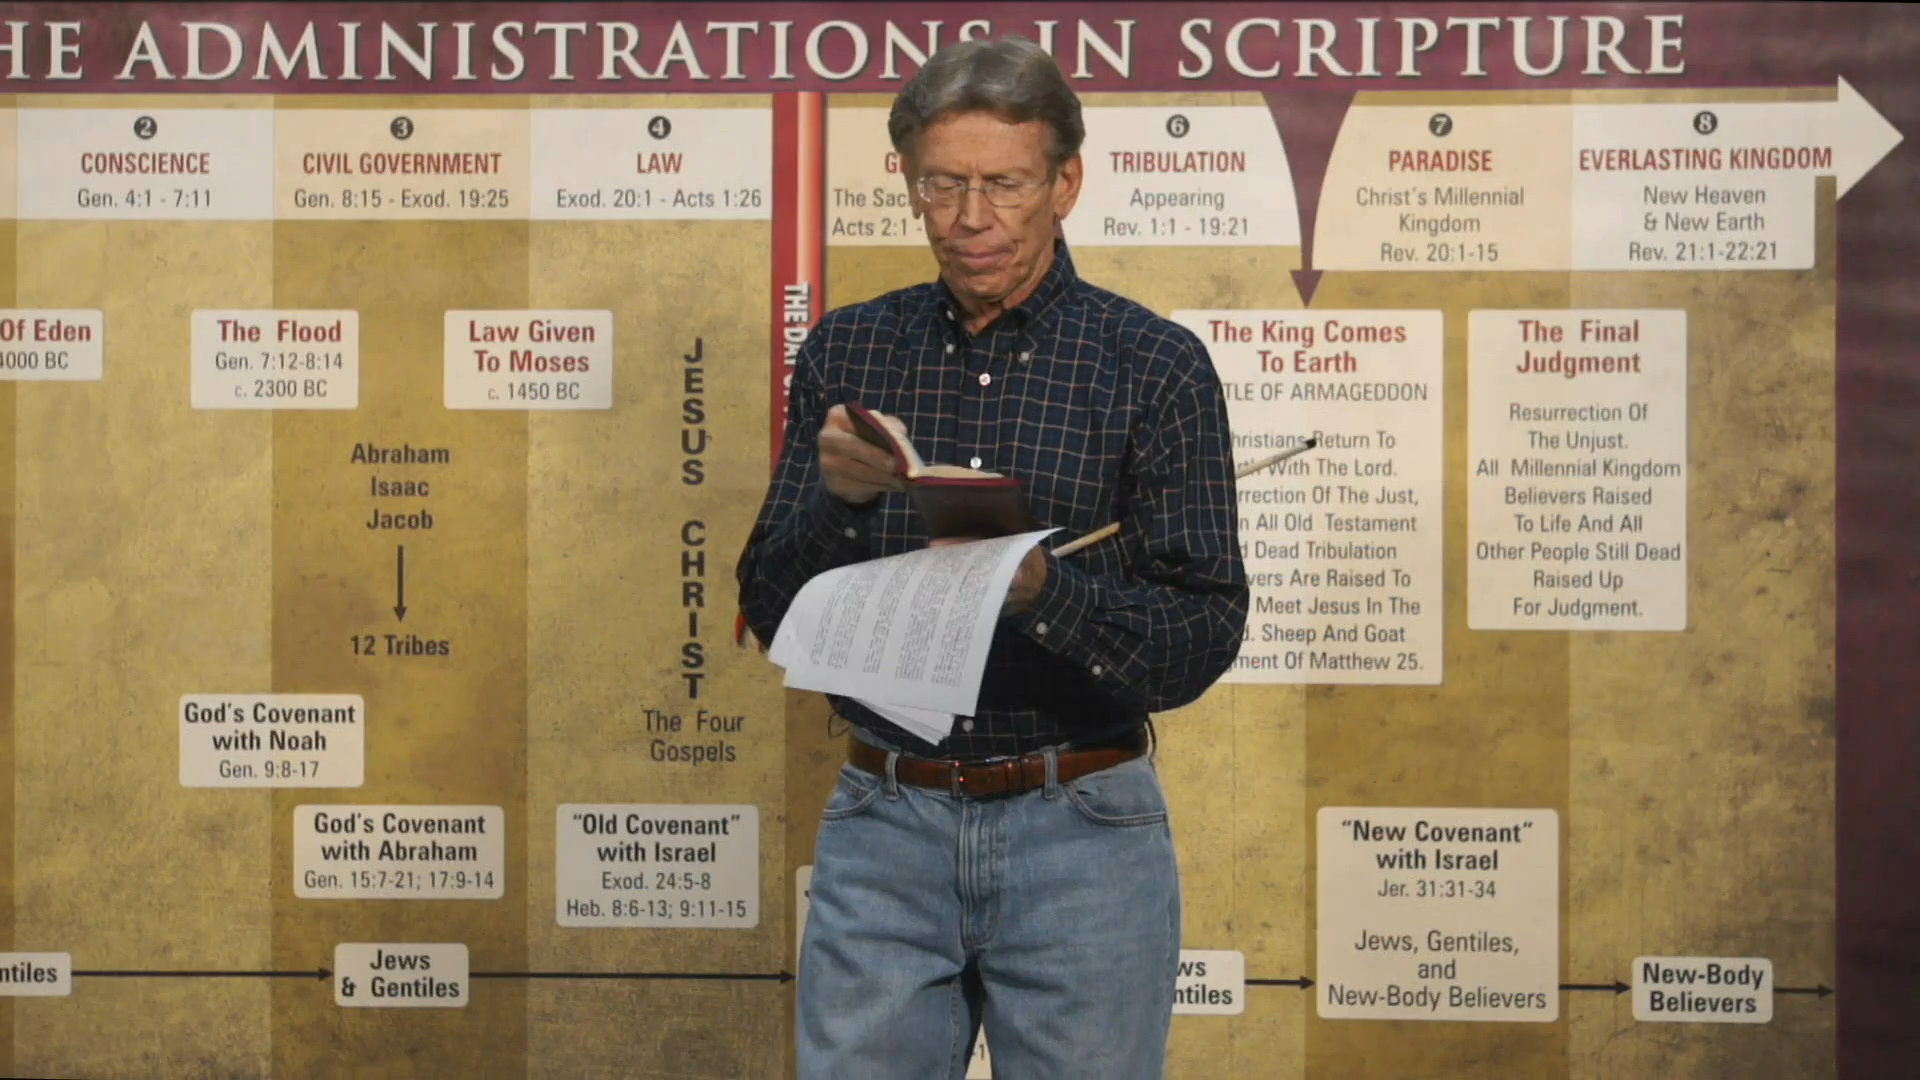 HE ADMINISTRATIONS IN SCRIPTURE
2
CONSCIENCE
Gen. 4:1 - 7:11
3
CIVIL GOVERNMENT
Gen. 8:15 - Exod. 19:25
4
LAW
Exod. 20:1 - Acts 1:26
The Sac
Acts 2:1 -
6
TRIBULATION
Appearing
Rev. 1:1 - 19:21
7
PARADISE
Christ's Millennial
Kingdom
Rev. 20:1-15
8
EVERLASTING KINGDOM
New Heaven
& New Earth
Rev. 21:1-22:21
Of Eden
4000 BC
The Flood
Gen. 7:12-8:14
c. 2300 BC
Law Given
To Moses
c. 1450 BC
JESUS CHRIST
The Four
Gospels
THE DAY
Abraham
Isaac
Jacob
12 Tribes
The King Comes
To Earth
TLE OF ARMAGEDDON
hristians Return To
With The Lord.
rrection Of The Just,
n All Old Testament
d Dead Tribulation
vers Are Raised To
Meet Jesus In The
d. Sheep And Goat
ment Of Matthew 25.
The Final
Judgment
Resurrection Of
The Unjust.
All Millennial Kingdom
Believers Raised
To Life And All
Other People Still Dead
Raised Up
For Judgment.
God's Covenant
with Noah
Gen. 9:8-17
God's Covenant
with Abraham
Gen. 15:7-21; 17:9-14
"Old Covenant"
with Israel
Exod. 24:5-8
Heb. 8:6-13; 9:11-15
"New Covenant"
with Israel
Jer. 31:31-34
Jews, Gentiles,
and
New-Body Believers
ntiles
Jews
& Gentiles
ws
ntiles
New-Body
Believers